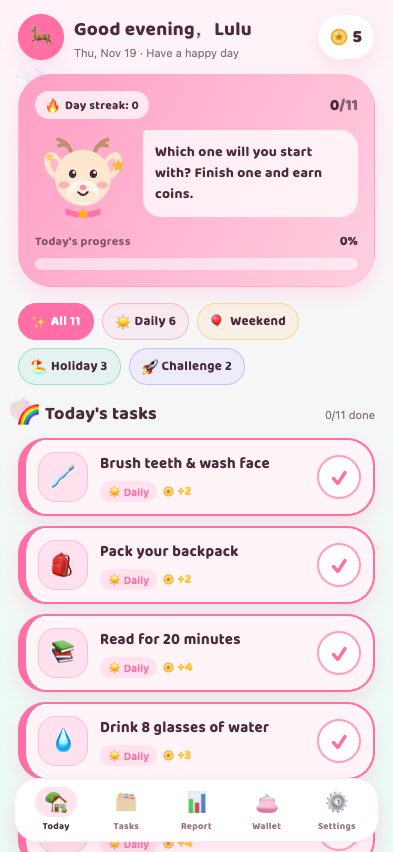 Good evening, Lulu
5
Thu, Nov 19 · Have a happy day
Day streak: 0
0/11
Which one will you start
with? Finish one and earn
coins.
Today's progress
0%
All 11
Daily 6
Weekend
Holiday 3
Challenge 2
Today's tasks
0/11 done
Brush teeth & wash face
Daily
+2
Pack your backpack
Daily
+2
Read for 20 minutes
Daily
+4
Drink 8 glasses of water
Daily
+3
Today
Tasks
Report
Wallet
Settings